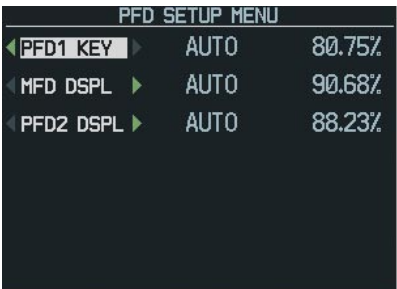 PFD SETUP MENU
PFD1 KEY AUTO 80.75%
MFD DSPL AUTO 90.68%
PFD2 DSPL AUTO 88.23%